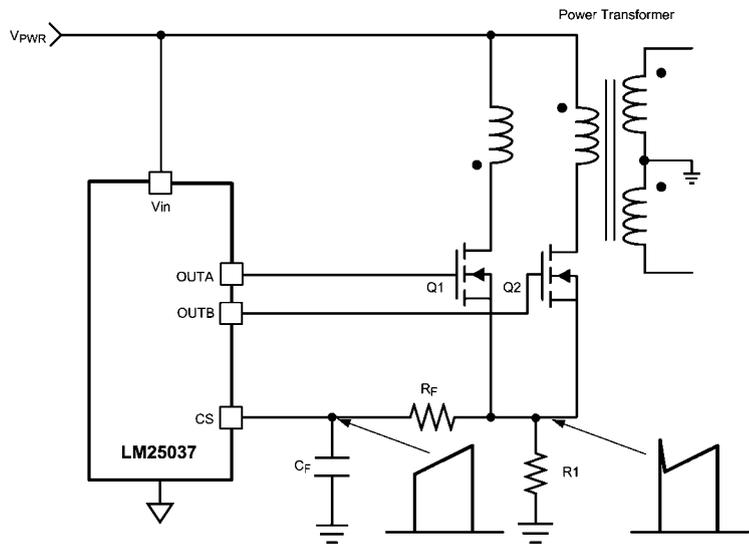 Power Transformer
VPWR
Vin
OUTA
Q1
Q2
OUTB
RF
CS
LM25037
CF
R1